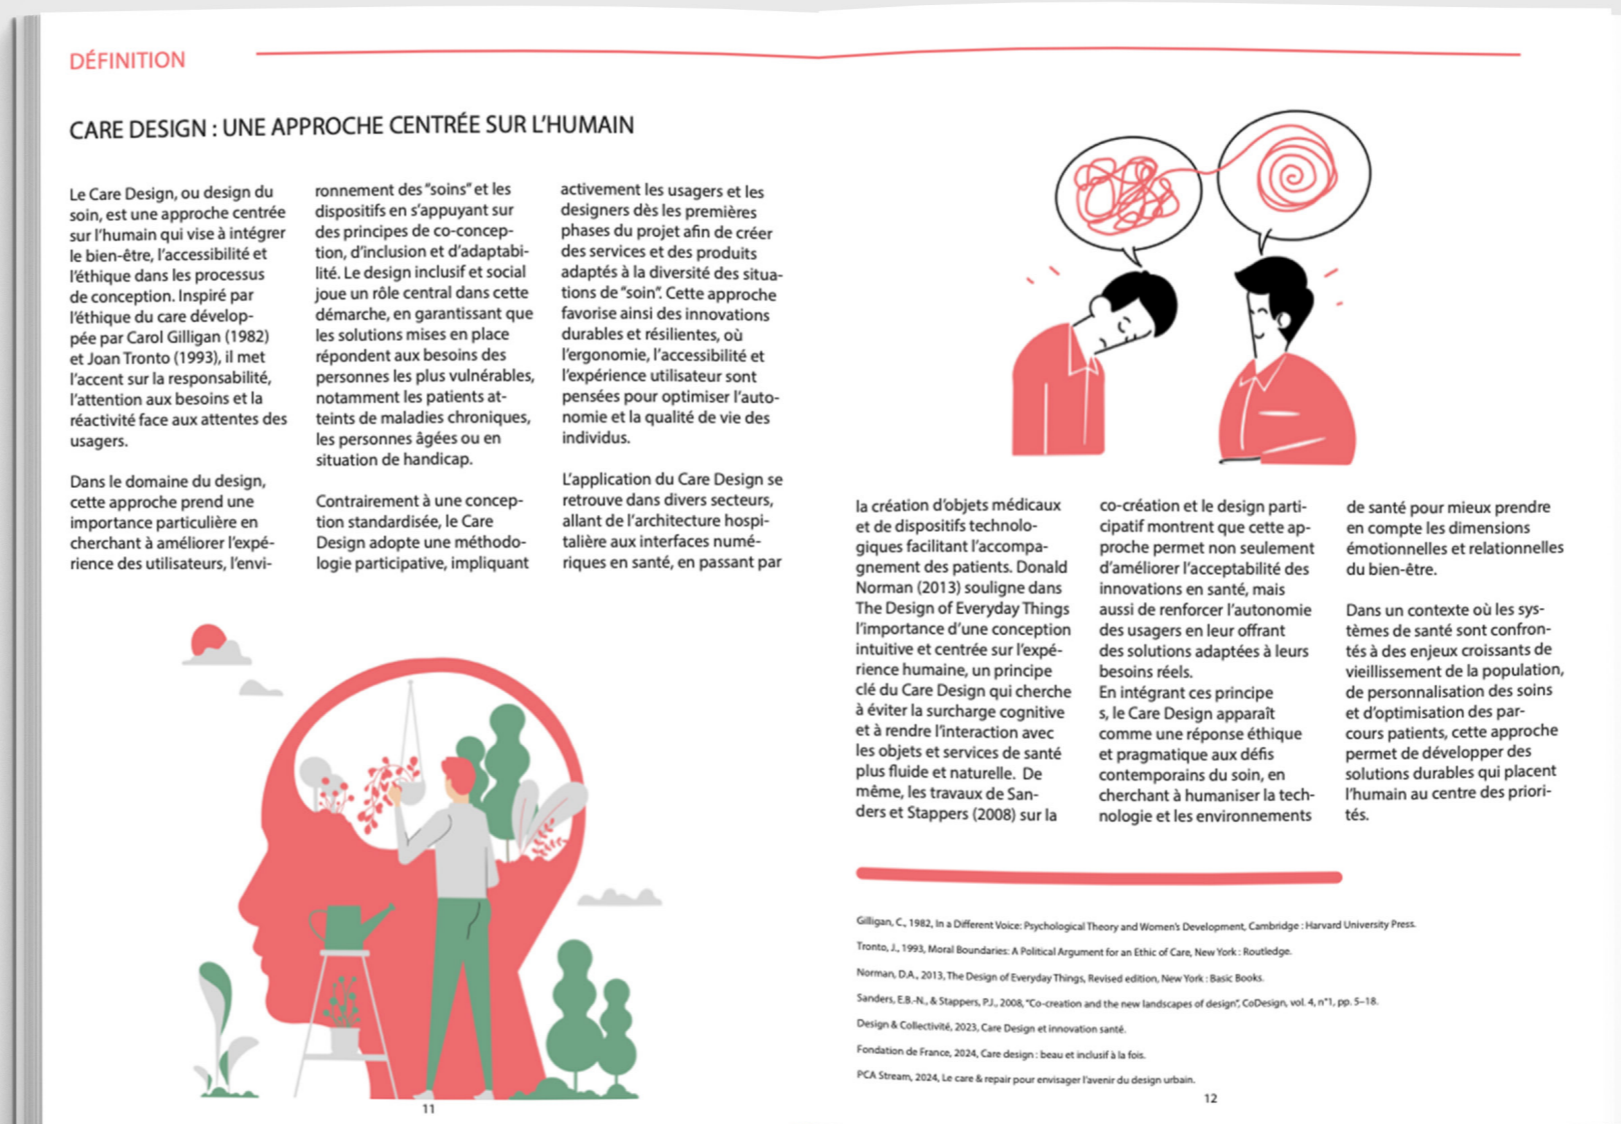 DÉFINITION
CARE DESIGN : UNE APPROCHE CENTRÉE SUR L’HUMAIN
Le Care Design, ou design du
soin, est une approche centrée
sur l’humain qui vise à intégrer
le bien-être, l’accessibilité et
l’éthique dans les processus
de conception. Inspiré par
l’éthique du care dévelop-
pée par Carol Gilligan (1982)
et Joan Tronto (1993), il met
l’accent sur la responsabilité,
l’attention aux besoins et la
réactivité face aux attentes des
usagers.
Dans le domaine du design,
cette approche prend une
importance particulière en
cherchant à améliorer l’expé-
rience des utilisateurs, l’envi-
ronnement des “soins” et les
dispositifs en s’appuyant sur
des principes de co-concep-
tion, d’inclusion et d’adaptabi-
lité. Le design inclusif et social
joue un rôle central dans cette
démarche, en garantissant que
les solutions mises en place
répondent aux besoins des
personnes les plus vulnérables,
notamment les patients at-
teints de maladies chroniques,
les personnes âgées ou en
situation de handicap.
Contrairement à une concep-
tion standardisée, le Care
Design adopte une méthodo-
logie participative, impliquant
activement les usagers et les
designers dès les premières
phases du projet afin de créer
des services et des produits
adaptés à la diversité des situa-
tions de “soin”. Cette approche
favorise ainsi des innovations
durables et résilientes, où
l’ergonomie, l’accessibilité et
l’expérience utilisateur sont
pensées pour optimiser l’auto-
nomie et la qualité de vie des
individus.
L’application du Care Design se
retrouve dans divers secteurs,
allant de l’architecture hospi-
talière aux interfaces numé-
riques en santé, en passant par
11
la création d’objets médicaux
et de dispositifs technolo-
giques facilitant l’accompa-
gnement des patients. Donald
Norman (2013) souligne dans
The Design of Everyday Things
l’importance d’une conception
intuitive et centrée sur l’expé-
rience humaine, un principe
clé du Care Design qui cherche
à éviter la surcharge cognitive
et à rendre l’interaction avec
les objets et services de santé
plus fluide et naturelle. De
même, les travaux de San-
ders et Stappers (2008) sur la
co-création et le design parti-
cipatif montrent que cette ap-
proche permet non seulement
d’améliorer l’acceptabilité des
innovations en santé, mais
aussi de renforcer l’autonomie
des usagers en leur offrant
des solutions adaptées à leurs
besoins réels.
En intégrant ces principe
s, le Care Design apparaît
comme une réponse éthique
et pragmatique aux défis
contemporains du soin, en
cherchant à humaniser la tech-
nologie et les environnements
de santé pour mieux prendre
en compte les dimensions
émotionnelles et relationnelles
du bien-être.
Dans un contexte où les sys-
tèmes de santé sont confron-
tés à des enjeux croissants de
vieillissement de la population,
de personnalisation des soins
et d’optimisation des par-
cours patients, cette approche
permet de développer des
solutions durables qui placent
l’humain au centre des priori-
tés.
Gilligan, C., 1982, In a Different Voice: Psychological Theory and Women’s Development, Cambridge : Harvard University Press.
Tronto, J., 1993, Moral Boundaries: A Political Argument for an Ethic of Care, New York : Routledge.
Norman, D.A., 2013, The Design of Everyday Things, Revised edition, New York : Basic Books.
Sanders, E.B.-N., & Stappers, P.J., 2008, “Co-creation and the new landscapes of design”, CoDesign, vol. 4, n°1, pp. 5–18.
Design & Collectivité, 2023, Care Design et innovation santé.
Fondation de France, 2024, Care design : beau et inclusif à la fois.
PCA Stream, 2024, Le care & repair pour envisager l’avenir du design urbain.
12